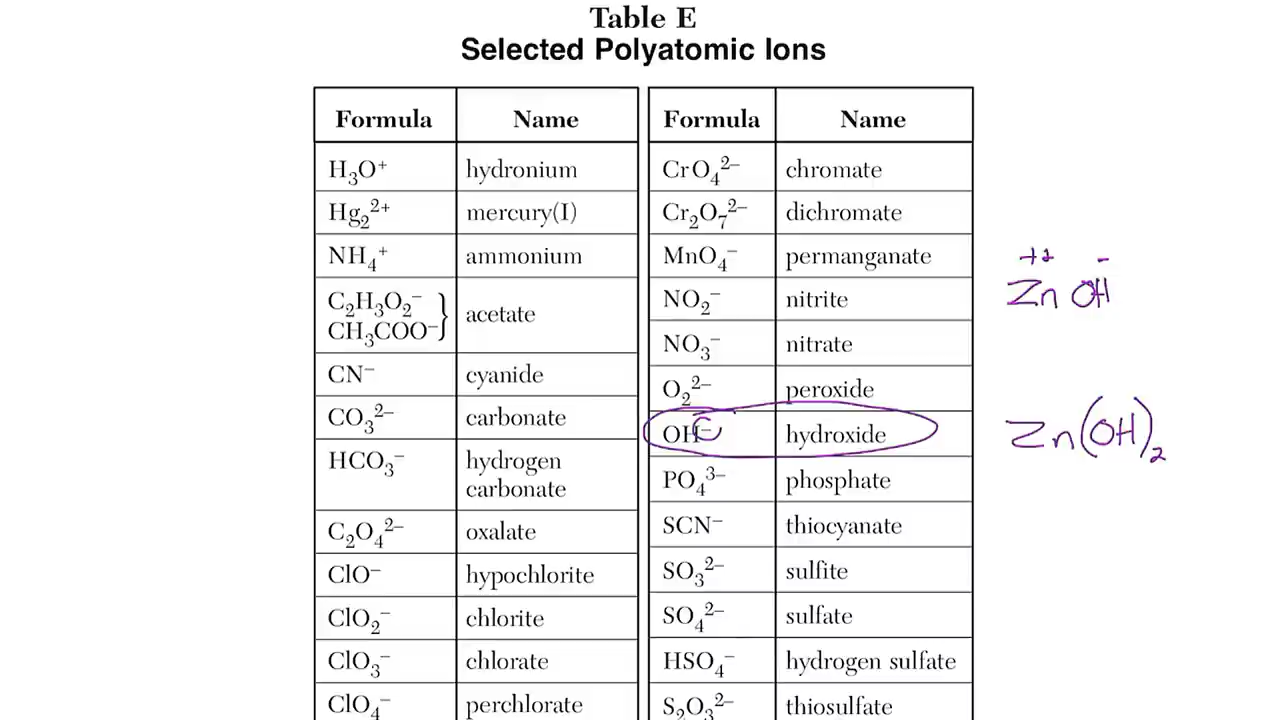 Table E
Selected Polyatomic Ions
Formula Name Formula Name
H₃O⁺ hydronium CrO₄²⁻ chromate
Hg₂²⁺ mercury(I) Cr₂O₇²⁻ dichromate
NH₄⁺ ammonium MnO₄⁻ permanganate
C₂H₃O₂⁻ CH₃COO⁻ } acetate NO₂⁻ nitrite
NO₃⁻ nitrate
CN⁻ cyanide O₂²⁻ peroxide
CO₃²⁻ carbonate OH⁻ hydroxide
HCO₃⁻ hydrogen carbonate PO₄³⁻ phosphate
C₂O₄²⁻ oxalate SCN⁻ thiocyanate
ClO⁻ hypochlorite SO₃²⁻ sulfite
ClO₂⁻ chlorite SO₄²⁻ sulfate
ClO₃⁻ chlorate HSO₄⁻ hydrogen sulfate
ClO₄⁻ perchlorate S₂O₃²⁻ thiosulfate
++ -
Zn OH
Zn(OH)₂